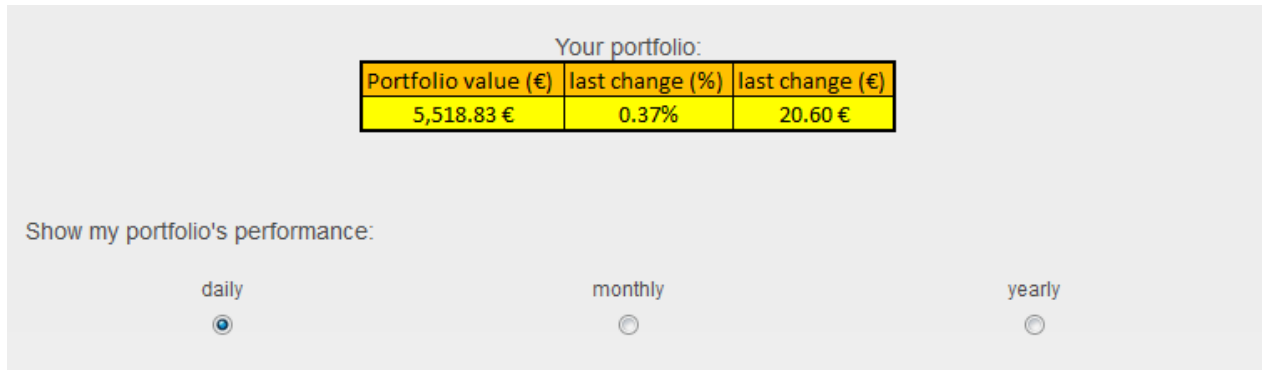 Your portfolio:
Portfolio value (€) last change (%) last change (€)
5,518.83 € 0.37% 20.60 €
Show my portfolio's performance:
daily monthly yearly